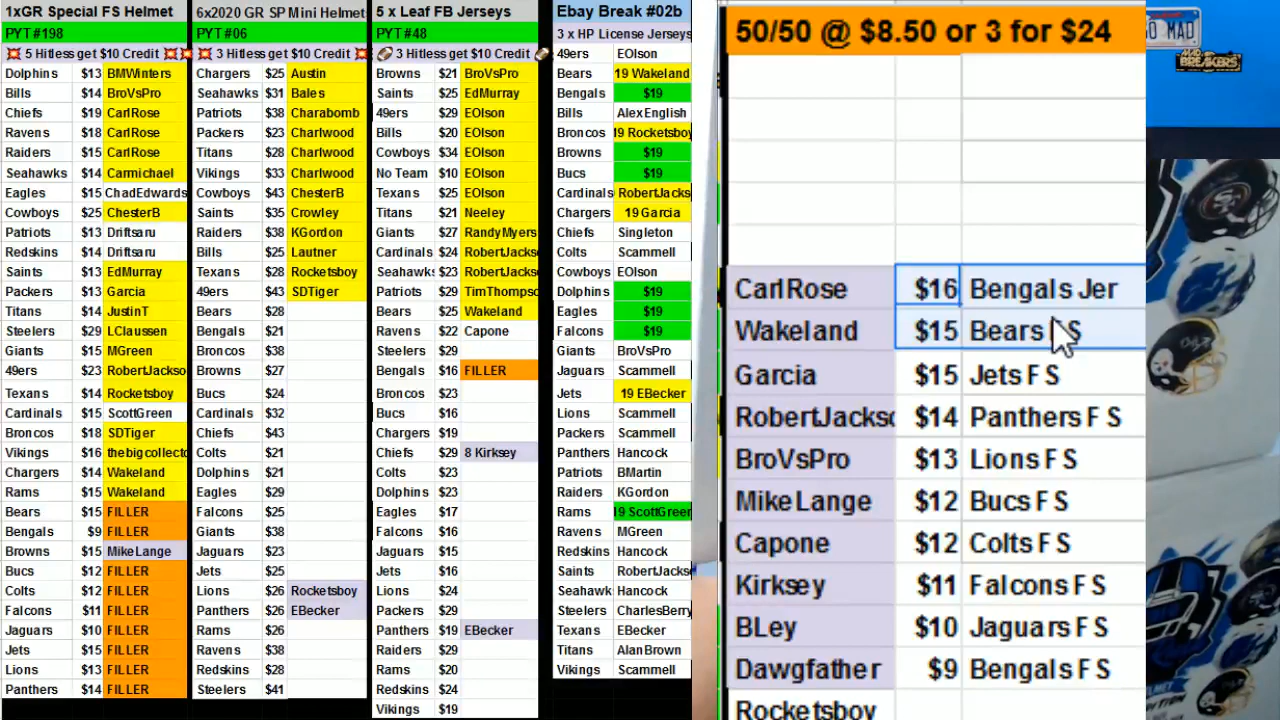 1xGR Special FS Helmet
PYT #198
💥 5 Hitless get $10 Credit 💥
Dolphins $13 BMWinters
Bills $14 BroVsPro
Chiefs $19 CarlRose
Ravens $18 CarlRose
Raiders $15 CarlRose
Seahawks $14 Carmichael
Eagles $15 ChadEdwards
Cowboys $25 ChesterB
Patriots $13 Driftsaru
Redskins $14 Driftsaru
Saints $13 EdMurray
Packers $13 Garcia
Titans $14 JustinT
Steelers $29 LClaussen
Giants $15 MGreen
49ers $23 RobertJackso
Texans $14 Rocketsboy
Cardinals $15 ScottGreen
Broncos $18 SDTiger
Vikings $16 thebigcollecto
Chargers $14 Wakeland
Rams $15 Wakeland
Bears $15 FILLER
Bengals $9 FILLER
Browns $15 MikeLange
Bucs $12 FILLER
Colts $12 FILLER
Falcons $11 FILLER
Jaguars $10 FILLER
Jets $15 FILLER
Lions $13 FILLER
Panthers $14 FILLER
6x2020 GR SP Mini Helmet
PYT #06
💥 3 Hitless get $10 Credit 💥
Chargers $25 Austin
Seahawks $31 Bales
Patriots $38 Charabomb
Packers $23 Charlwood
Titans $28 Charlwood
Vikings $33 Charlwood
Cowboys $43 ChesterB
Saints $35 Crowley
Raiders $38 KGordon
Bills $25 Lautner
Texans $28 Rocketsboy
49ers $43 SDTiger
Bears $28
Bengals $21
Broncos $38
Browns $27
Bucs $24
Cardinals $32
Chiefs $43
Colts $21
Dolphins $21
Eagles $29
Falcons $25
Giants $38
Jaguars $23
Jets $25
Lions $26 Rocketsboy
Panthers $26 EBecker
Rams $26
Ravens $38
Redskins $28
Steelers $41
5 x Leaf FB Jerseys
PYT #48
🏈 3 Hitless get $10 Credit 🏈
Browns $21 BroVsPro
Saints $25 EdMurray
49ers $29 EOlson
Bills $20 EOlson
Cowboys $34 EOlson
No Team $10 EOlson
Texans $25 EOlson
Titans $21 Neeley
Giants $27 RandyMyers
Cardinals $24 RobertJackso
Seahawks $23 RobertJackso
Patriots $29 TimThompso
Bears $25 Wakeland
Ravens $22 Capone
Steelers $29
Bengals $16 FILLER
Broncos $23
Bucs $16
Chargers $19
Chiefs $29 8 Kirksey
Colts $23
Dolphins $23
Eagles $17
Falcons $16
Jaguars $15
Jets $16
Lions $24
Packers $29
Panthers $19 EBecker
Raiders $29
Rams $20
Redskins $24
Vikings $19
Ebay Break #02b
3 x HP License Jerseys
49ers EOlson
Bears 19 Wakeland
Bengals $19
Bills AlexEnglish
Broncos 19 Rocketsboy
Browns $19
Bucs $19
Cardinals RobertJackso
Chargers 19 Garcia
Chiefs Singleton
Colts Scammell
Cowboys EOlson
Dolphins $19
Eagles $19
Falcons $19
Giants BroVsPro
Jaguars Scammell
Jets 19 EBecker
Lions Scammell
Packers Scammell
Panthers Hancock
Patriots BMartin
Raiders KGordon
Rams 19 ScottGreen
Ravens MGreen
Redskins Hancock
Saints RobertJacks
Seahawk Hancock
Steelers CharlesBerry
Texans EBecker
Titans AlanBrown
Vikings Scammell
50/50 @ $8.50 or 3 for $24
CarlRose $16 Bengals Jer
Wakeland $15 Bears F S
Garcia $15 Jets F S
RobertJackso $14 Panthers F S
BroVsPro $13 Lions F S
MikeLange $12 Bucs F S
Capone $12 Colts F S
Kirksey $11 Falcons F S
BLey $10 Jaguars F S
Dawgfather $9 Bengals F S
Rocketsboy
GO MAD
MAD
BREAKERS